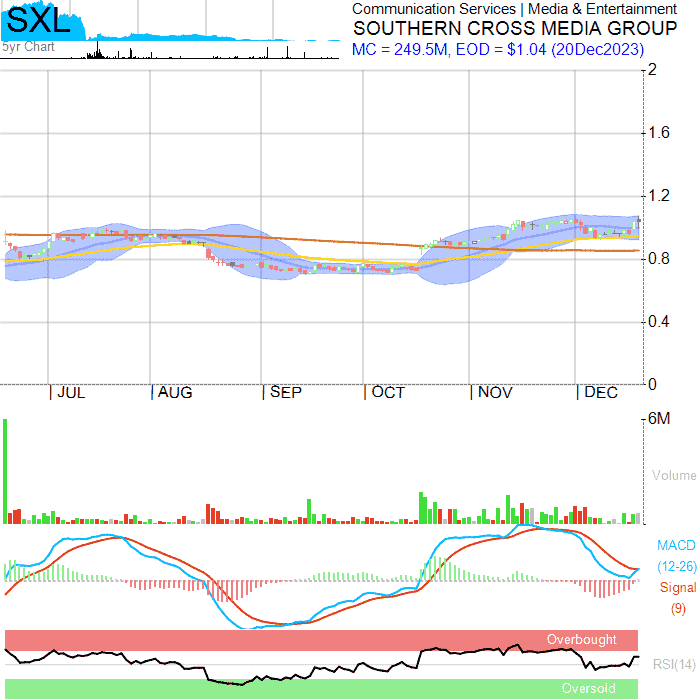 SXL
5yr Chart
Communication Services | Media & Entertainment
SOUTHERN CROSS MEDIA GROUP
MC = 249.5M, EOD = $1.04 (20Dec2023)
2
1.6
1.2
0.8
0.4
0
JUL AUG SEP OCT NOV DEC
6M
Volume
MACD
(12-26)
Signal
(9)
Overbought
RSI(14)
Oversold